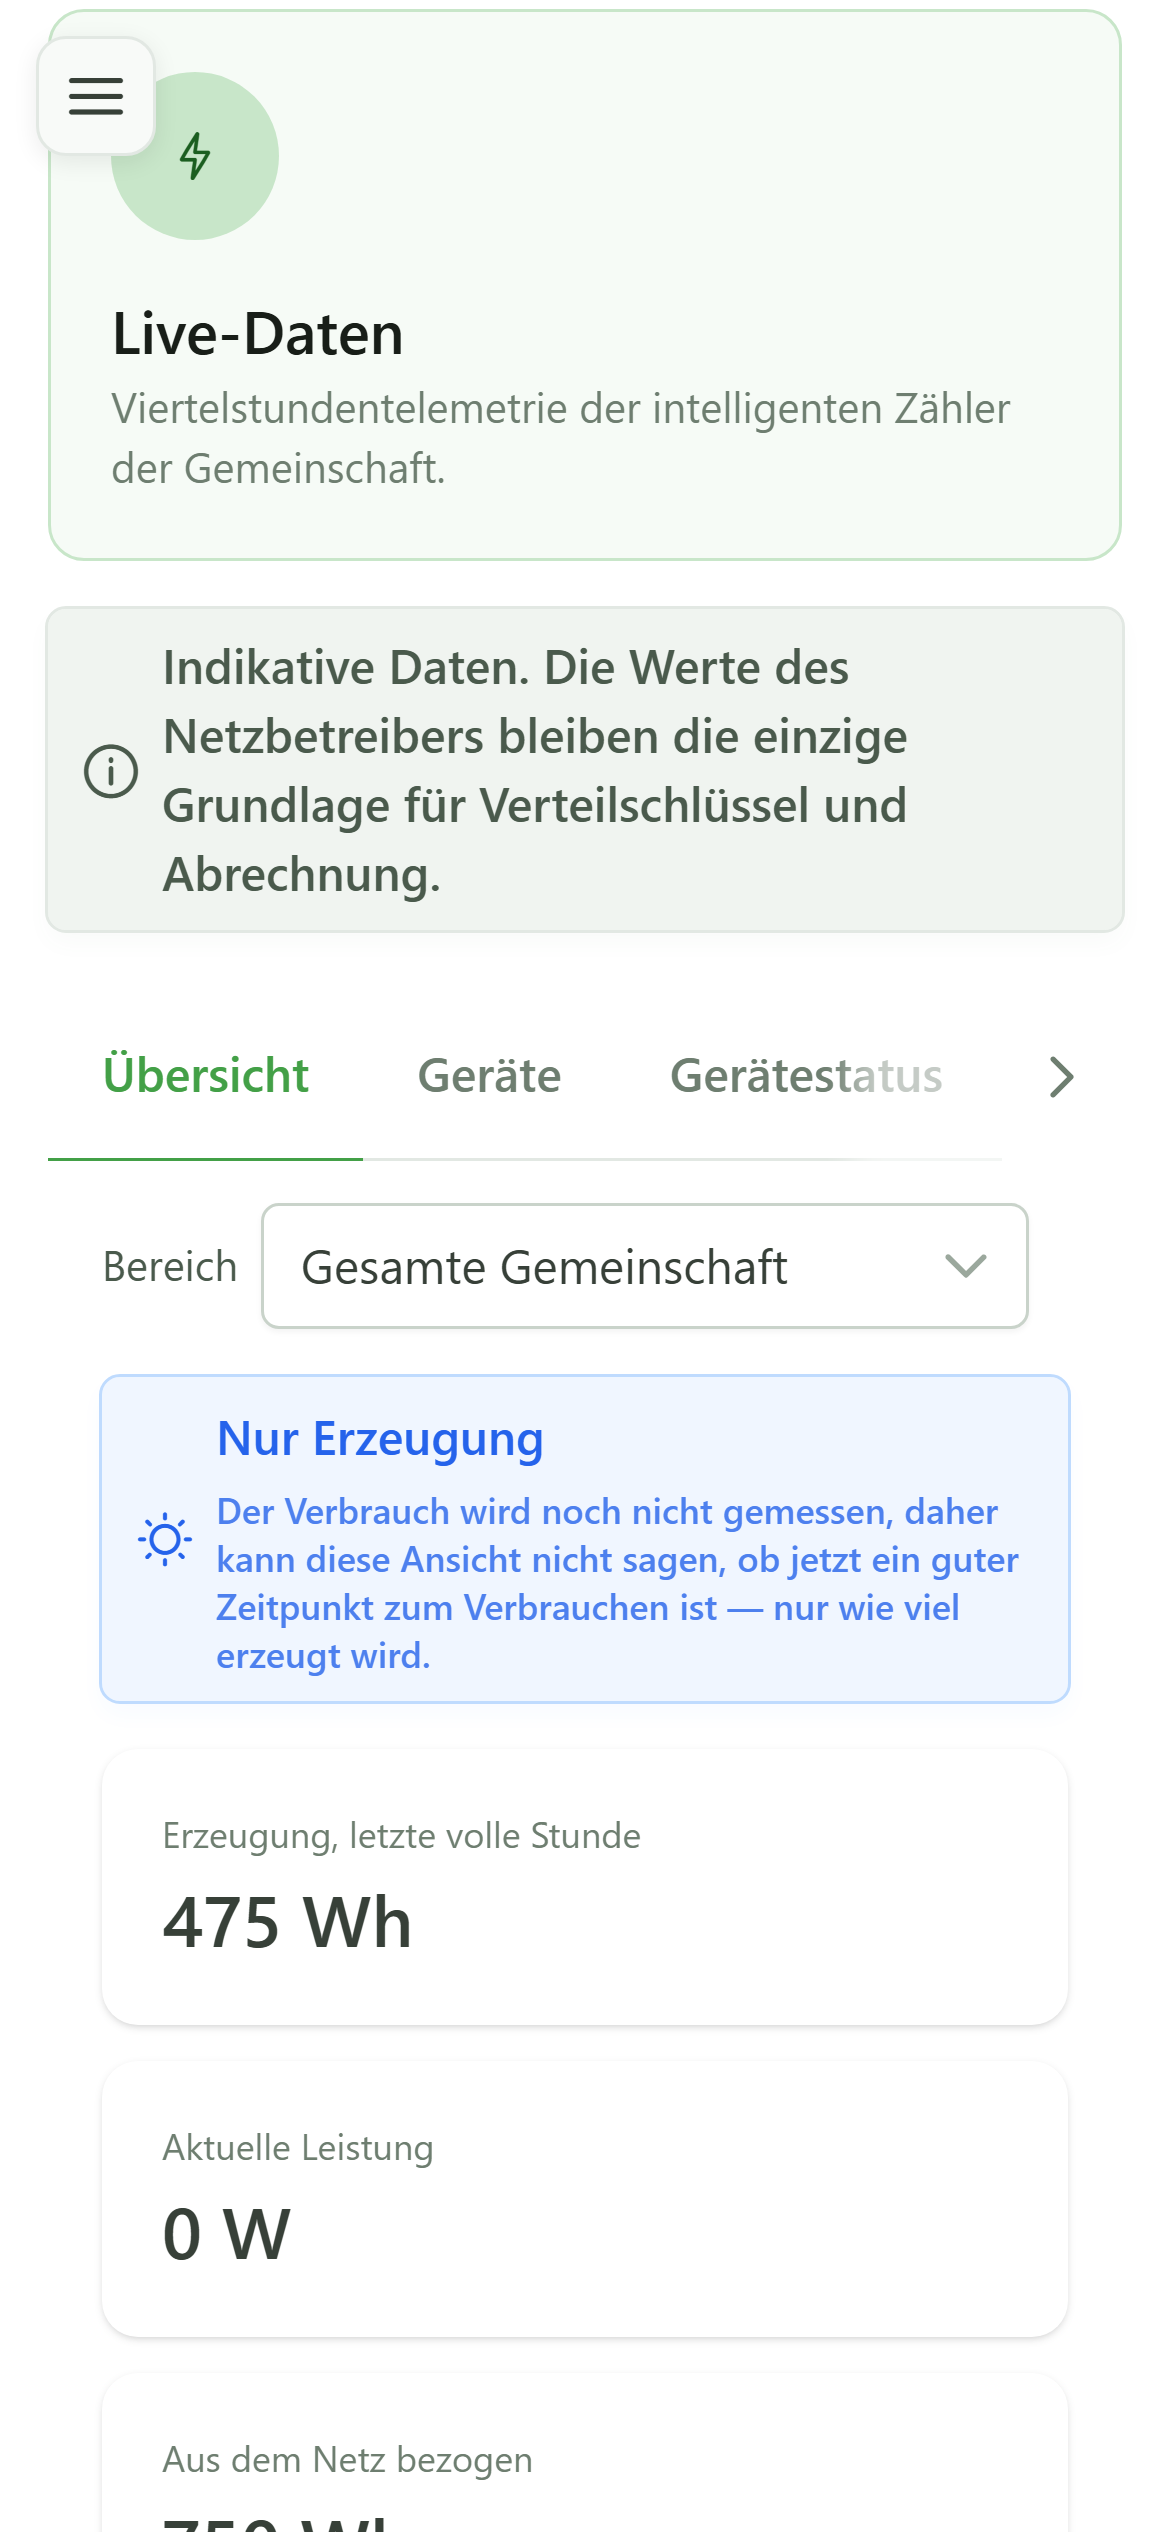 Live-Daten
Viertelstundentelemetrie der intelligenten Zähler
der Gemeinschaft.
Indikative Daten. Die Werte des
Netzbetreibers bleiben die einzige
Grundlage für Verteilschlüssel und
Abrechnung.
Übersicht Geräte Gerätestatus
Bereich Gesamte Gemeinschaft
Nur Erzeugung
Der Verbrauch wird noch nicht gemessen, daher
kann diese Ansicht nicht sagen, ob jetzt ein guter
Zeitpunkt zum Verbrauchen ist — nur wie viel
erzeugt wird.
Erzeugung, letzte volle Stunde
475 Wh
Aktuelle Leistung
0 W
Aus dem Netz bezogen